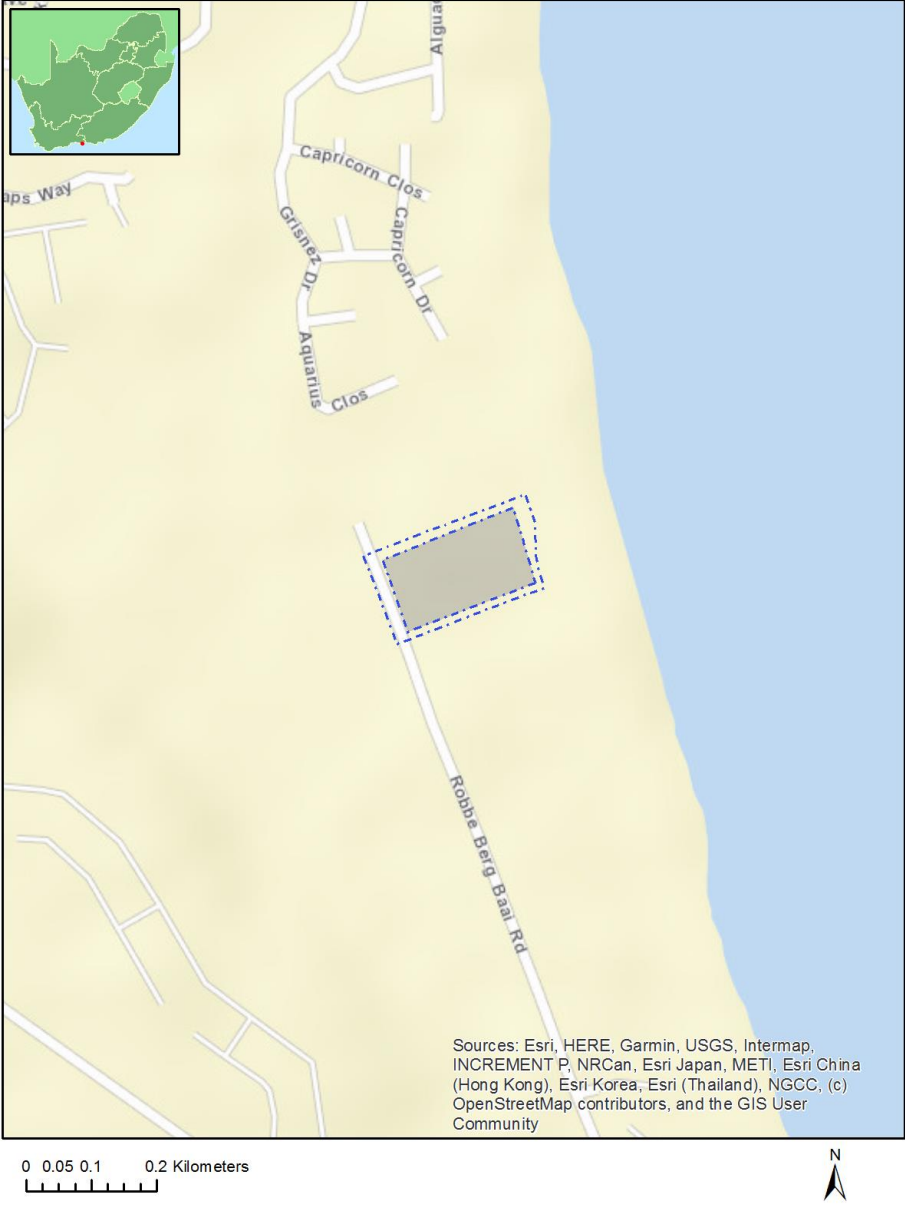 Algua
Capricorn Clos
aps Way
Grisnez Dr
Capricorn Dr
Aquarius Clos
Robbe Berg Baai Rd
Sources: Esri, HERE, Garmin, USGS, Intermap,
INCREMENT P, NRCan, Esri Japan, METI, Esri China
(Hong Kong), Esri Korea, Esri (Thailand), NGCC, (c)
OpenStreetMap contributors, and the GIS User
Community
0 0.05 0.1 0.2 Kilometers
N